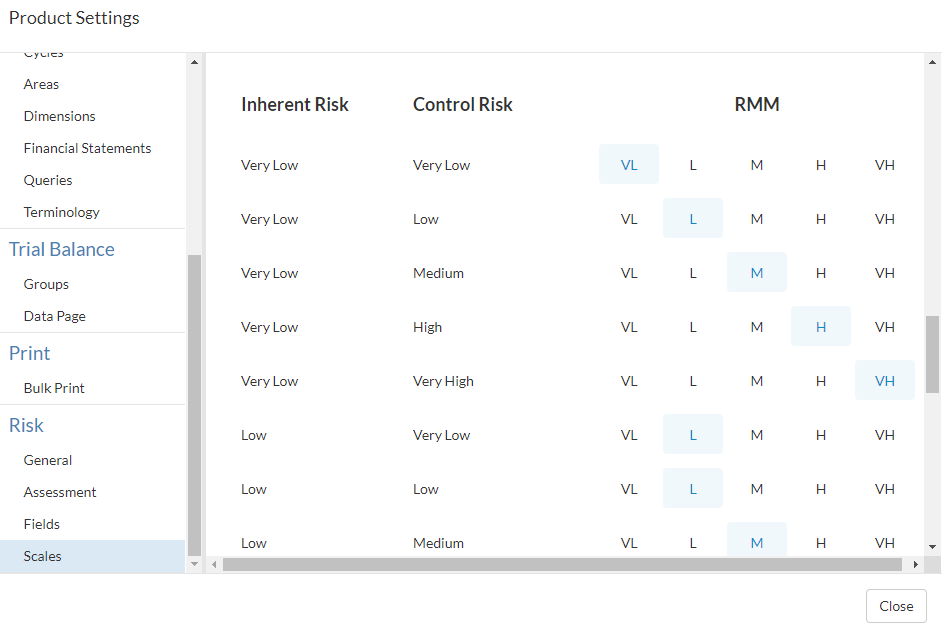 Product Settings
Cycles
Areas
Dimensions
Financial Statements
Queries
Terminology
Trial Balance
Groups
Data Page
Print
Bulk Print
Risk
General
Assessment
Fields
Scales
Inherent Risk Control Risk RMM
Very Low Very Low VL L M H VH
Very Low Low VL L M H VH
Very Low Medium VL L M H VH
Very Low High VL L M H VH
Very Low Very High VL L M H VH
Low Very Low VL L M H VH
Low Low VL L M H VH
Low Medium VL L M H VH
Close